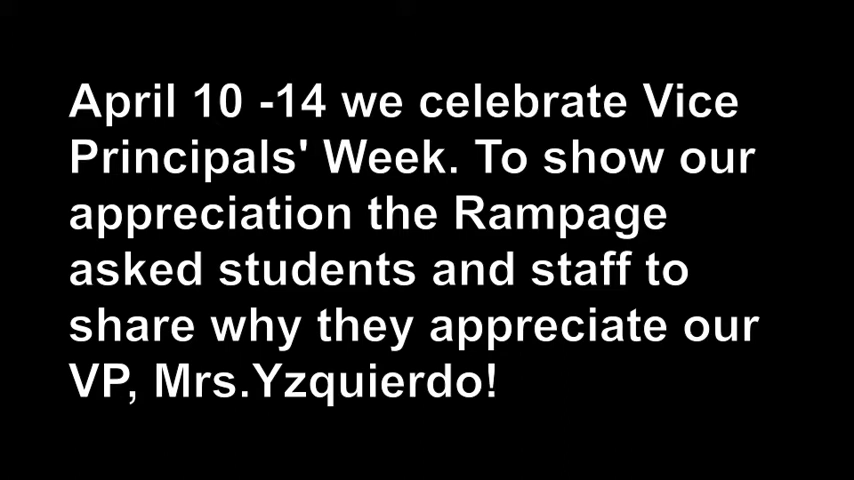 April 10 -14 we celebrate Vice
Principals' Week. To show our
appreciation the Rampage
asked students and staff to
share why they appreciate our
VP, Mrs.Yzquierdo!